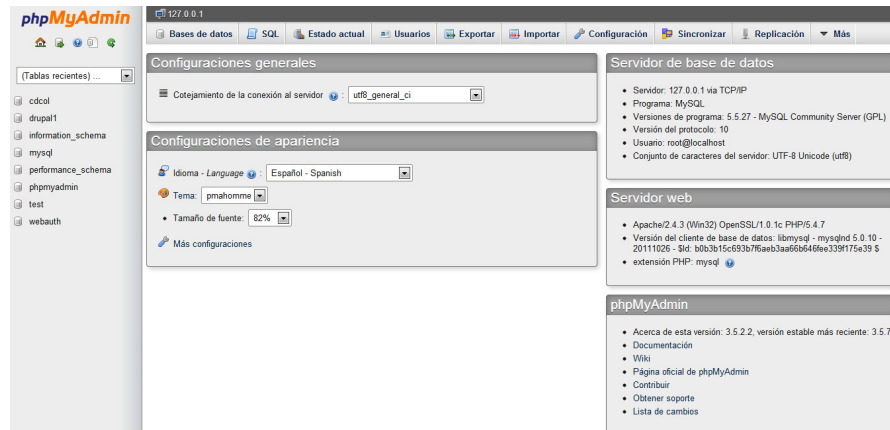 phpMyAdmin
(Tablas recientes) ...
cdcol
drupal1
information_schema
mysql
performance_schema
phpmyadmin
test
webauth
127.0.0.1
Bases de datos SQL Estado actual Usuarios Exportar Importar Configuración Sincronizar Replicación Más
Configuraciones generales
Cotejamiento de la conexión al servidor : utf8_general_ci
Configuraciones de apariencia
Idioma - Language : Español - Spanish
Tema: pmahomme
Tamaño de fuente: 82%
Más configuraciones
Servidor de base de datos
Servidor: 127.0.0.1 via TCP/IP
Programa: MySQL
Versiones de programa: 5.5.27 - MySQL Community Server (GPL)
Versión del protocolo: 10
Usuario: root@localhost
Conjunto de caracteres del servidor: UTF-8 Unicode (utf8)
Servidor web
Apache/2.4.3 (Win32) OpenSSL/1.0.1c PHP/5.4.7
Versión del cliente de base de datos: libmysql - mysqlnd 5.0.10 -
20111026 - $Id: b0b3b15c693b7f6aeb3aa66b646fee339f175e39 $
extensión PHP: mysql
phpMyAdmin
Acerca de esta versión: 3.5.2.2, versión estable más reciente: 3.5.7
Documentación
Wiki
Página oficial de phpMyAdmin
Contribuir
Obtener soporte
Lista de cambios